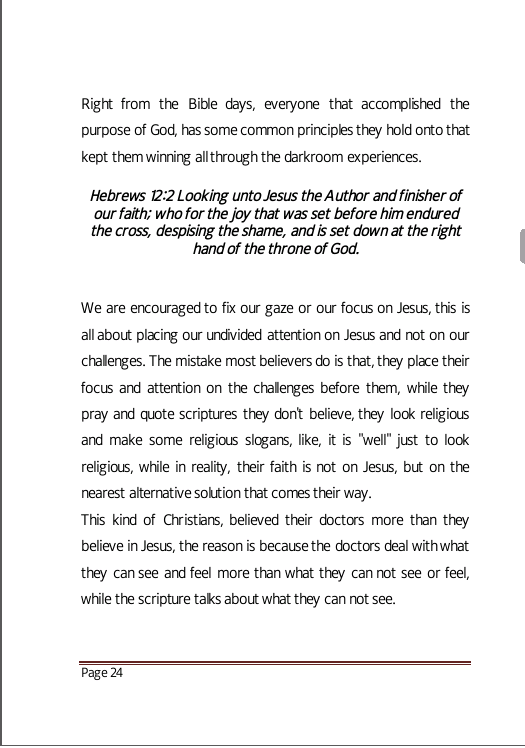 Right from the Bible days, everyone that accomplished the
purpose of God, has some common principles they hold onto that
kept them winning all through the darkroom experiences.
Hebrews 12:2 Looking unto Jesus the Author and finisher of
our faith; who for the joy that was set before him endured
the cross, despising the shame, and is set down at the right
hand of the throne of God.
We are encouraged to fix our gaze or our focus on Jesus, this is
all about placing our undivided attention on Jesus and not on our
challenges. The mistake most believers do is that, they place their
focus and attention on the challenges before them, while they
pray and quote scriptures they don't believe, they look religious
and make some religious slogans, like, it is "well" just to look
religious, while in reality, their faith is not on Jesus, but on the
nearest alternative solution that comes their way.
This kind of Christians, believed their doctors more than they
believe in Jesus, the reason is because the doctors deal with what
they can see and feel more than what they can not see or feel,
while the scripture talks about what they can not see.
Page 24